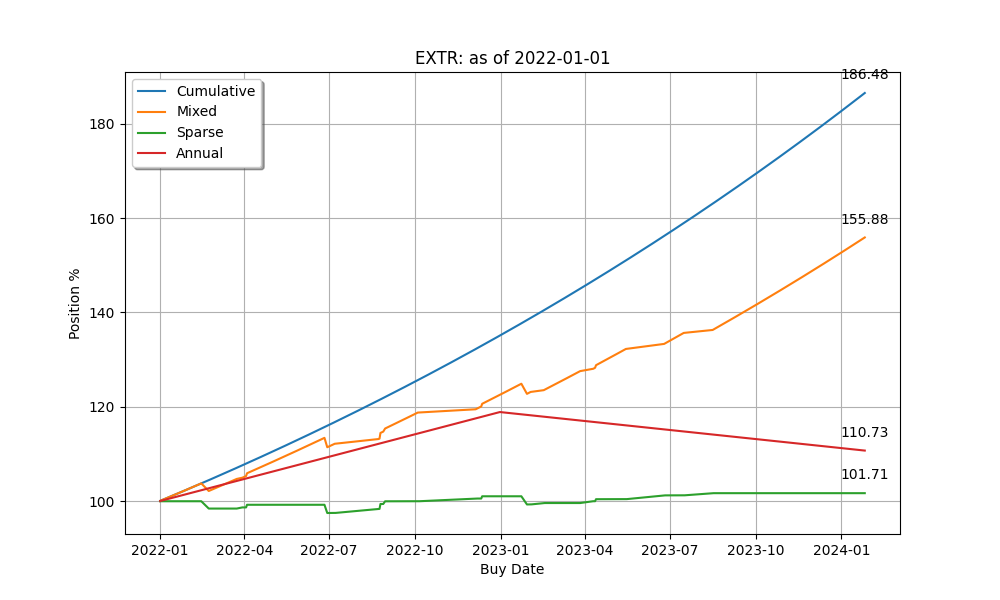 EXTR: as of 2022-01-01
186.48
Cumulative
Mixed
Sparse
Annual
180
160
155.88
140
120
110.73
101.71
100
Position %
2022-01 2022-04 2022-07 2022-10 2023-01 2023-04 2023-07 2023-10 2024-01
Buy Date